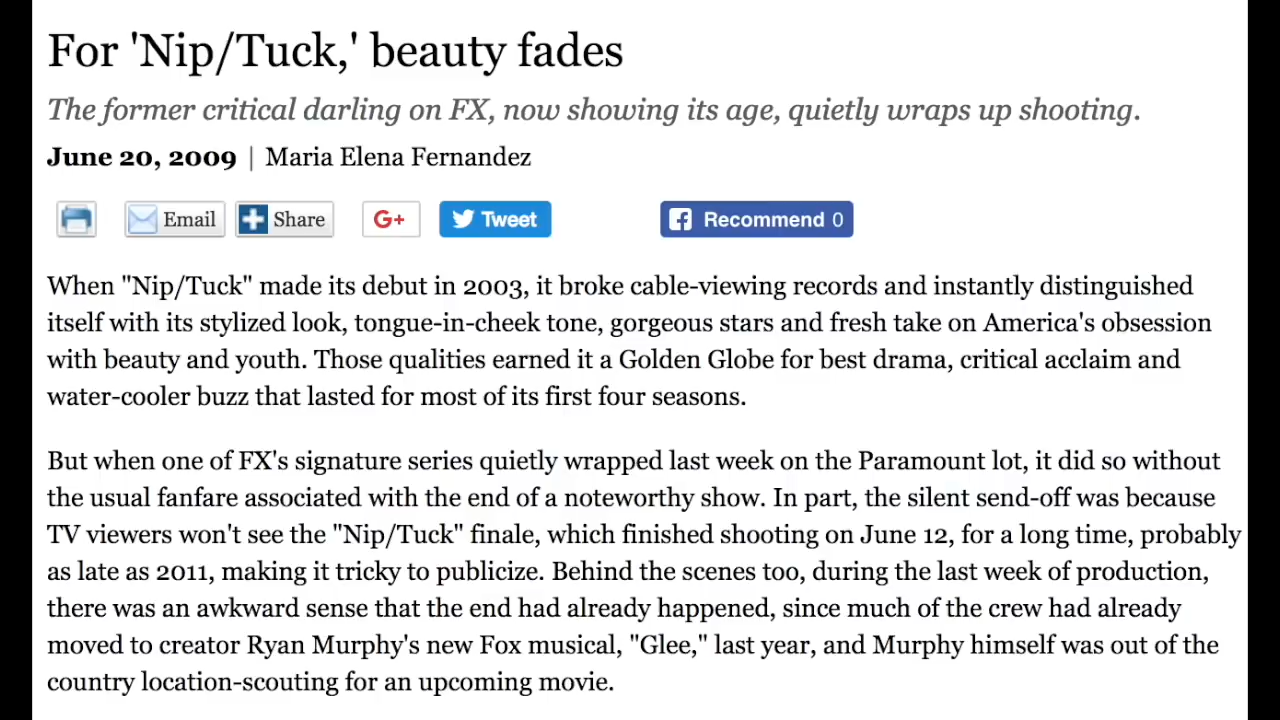 For 'Nip/Tuck,' beauty fades
The former critical darling on FX, now showing its age, quietly wraps up shooting.
June 20, 2009 | Maria Elena Fernandez
Email Share G+ Tweet Recommend 0
When "Nip/Tuck" made its debut in 2003, it broke cable-viewing records and instantly distinguished
itself with its stylized look, tongue-in-cheek tone, gorgeous stars and fresh take on America's obsession
with beauty and youth. Those qualities earned it a Golden Globe for best drama, critical acclaim and
water-cooler buzz that lasted for most of its first four seasons.
But when one of FX's signature series quietly wrapped last week on the Paramount lot, it did so without
the usual fanfare associated with the end of a noteworthy show. In part, the silent send-off was because
TV viewers won't see the "Nip/Tuck" finale, which finished shooting on June 12, for a long time, probably
as late as 2011, making it tricky to publicize. Behind the scenes too, during the last week of production,
there was an awkward sense that the end had already happened, since much of the crew had already
moved to creator Ryan Murphy's new Fox musical, "Glee," last year, and Murphy himself was out of the
country location-scouting for an upcoming movie.